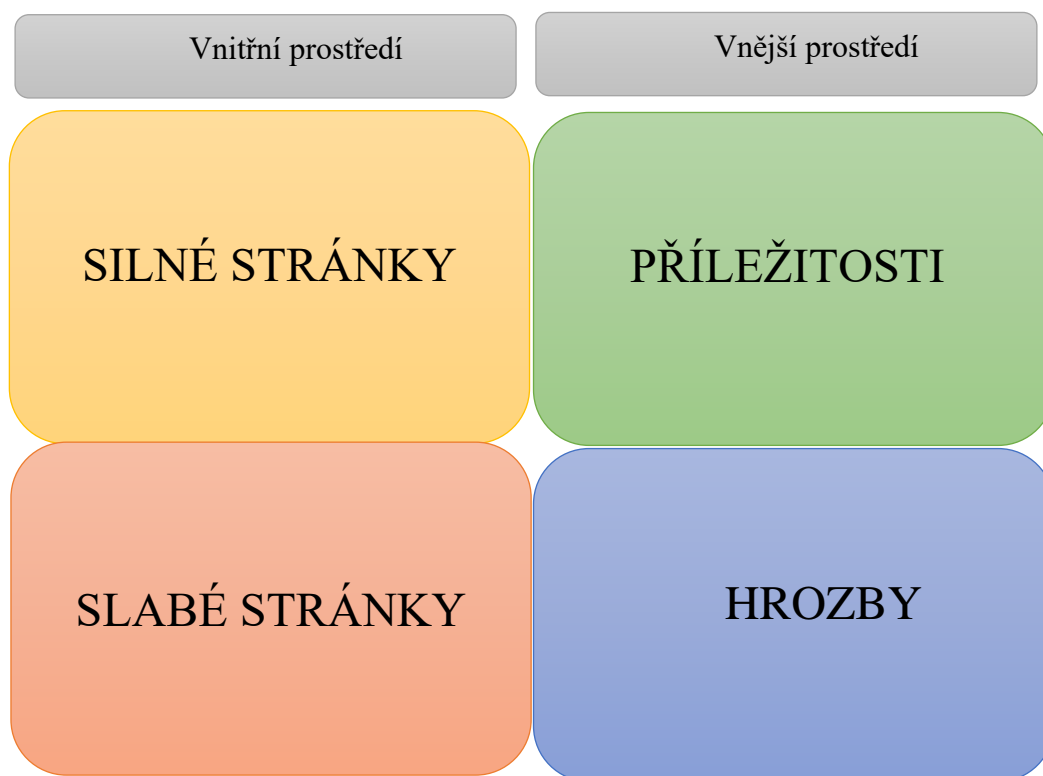 Vnitřní prostředí
Vnější prostředí
SILNÉ STRÁNKY
PŘÍLEŽITOSTI
SLABÉ STRÁNKY
HROZBY